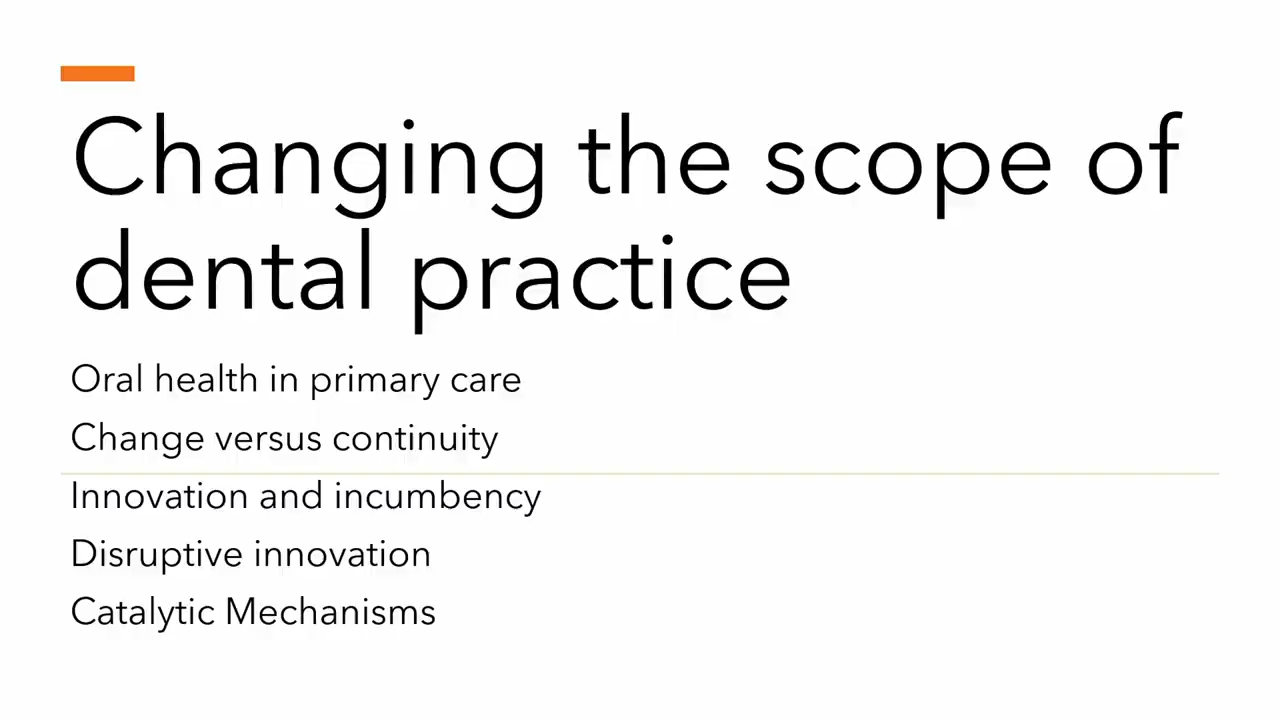 Changing the scope of
dental practice
Oral health in primary care
Change versus continuity
Innovation and incumbency
Disruptive innovation
Catalytic Mechanisms